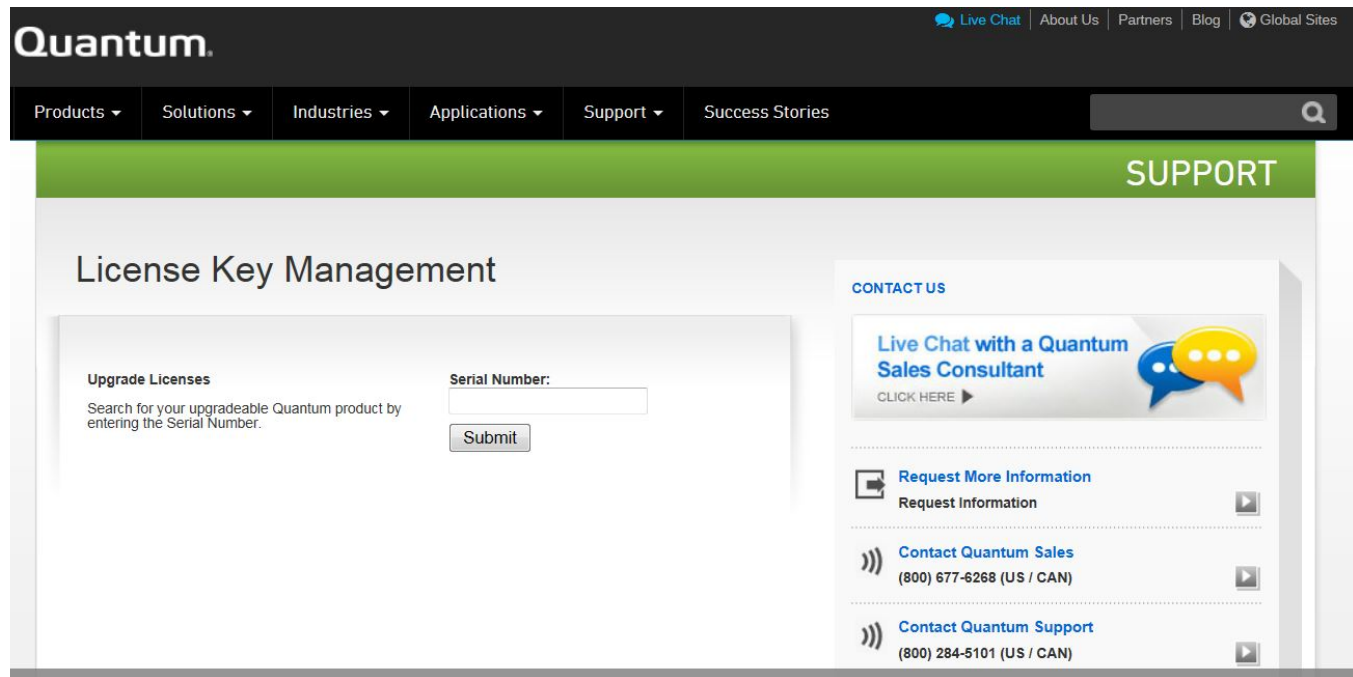 Live Chat About Us Partners Blog Global Sites
Quantum.
Products Solutions Industries Applications Support Success Stories
SUPPORT
License Key Management
Upgrade Licenses
Search for your upgradeable Quantum product by
entering the Serial Number.
Serial Number:
Submit
CONTACT US
Live Chat with a Quantum
Sales Consultant
CLICK HERE
Request More Information
Request Information
Contact Quantum Sales
(800) 677-6268 (US / CAN)
Contact Quantum Support
(800) 284-5101 (US / CAN)